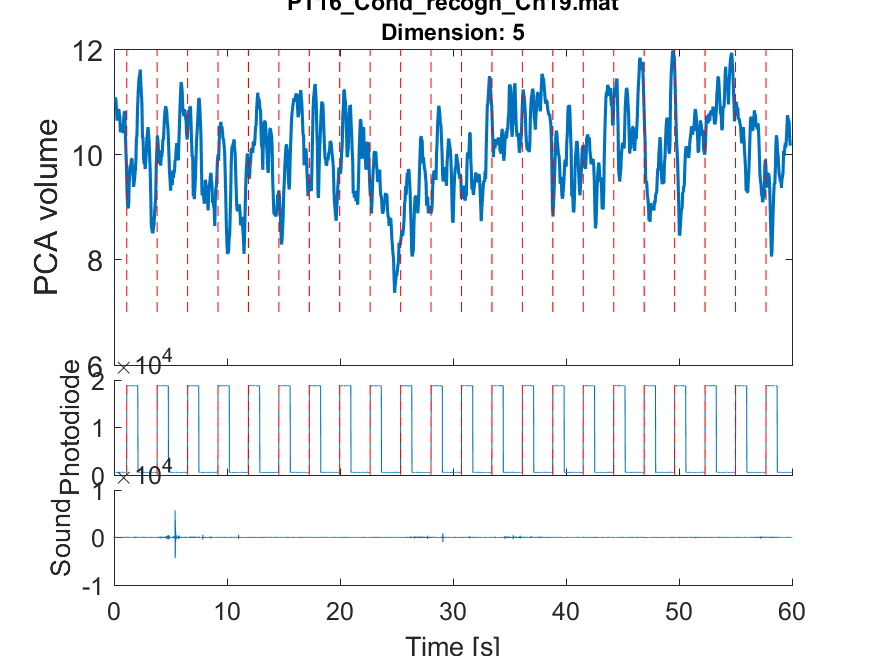 PT16_Cond_recogn_Ch19.mat
Dimension: 5
12
10
8
6
PCA volume
×10^4
2
1
0
Photodiode
×10^4
1
0
-1
Sound
0 10 20 30 40 50 60
Time [s]